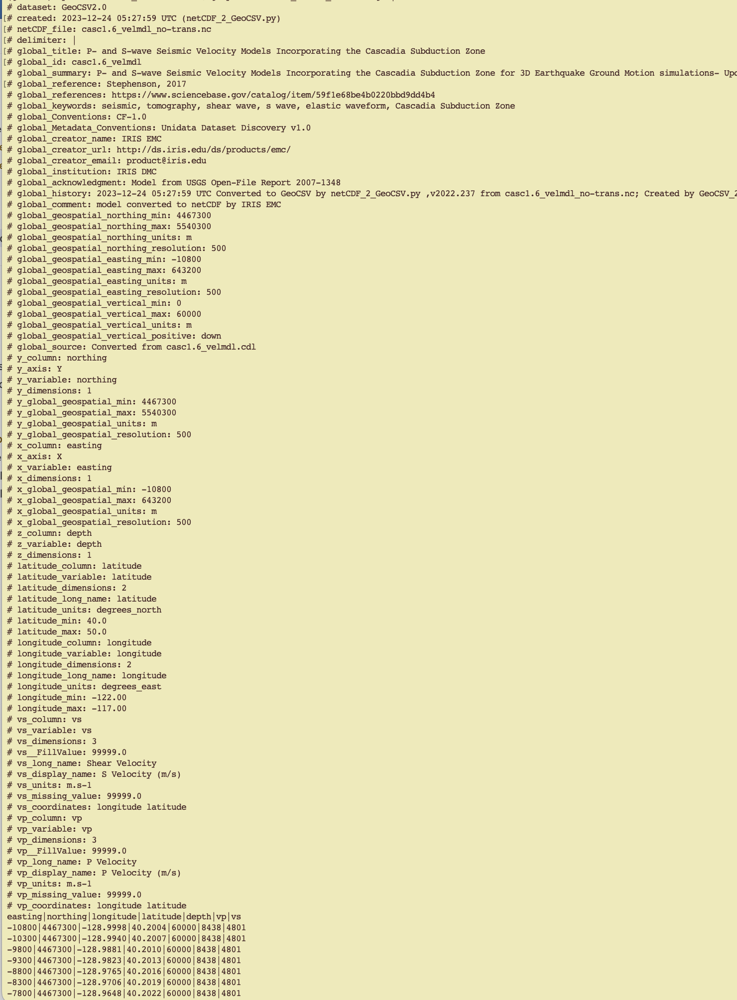 # dataset: GeoCSV2.0
[# created: 2023-12-24 05:27:59 UTC (netCDF_2_GeoCSV.py)
[# netCDF_file: casc1.6_velmdl_no-trans.nc
[# delimiter: |
[# global_title: P- and S-wave Seismic Velocity Models Incorporating the Cascadia Subduction Zone
[# global_id: casc1.6_velmdl
# global_summary: P- and S-wave Seismic Velocity Models Incorporating the Cascadia Subduction Zone for 3D Earthquake Ground Motion simulations- Upd
[# global_reference: Stephenson, 2017
# global_references: https://www.sciencebase.gov/catalog/item/59f1e68be4b0220bbd9dd4b4
# global_keywords: seismic, tomography, shear wave, s wave, elastic waveform, Cascadia Subduction Zone
# global_Conventions: CF-1.0
# global_Metadata_Conventions: Unidata Dataset Discovery v1.0
# global_creator_name: IRIS EMC
# global_creator_url: http://ds.iris.edu/ds/products/emc/
# global_creator_email: product@iris.edu
# global_institution: IRIS DMC
# global_acknowledgment: Model from USGS Open-File Report 2007-1348
# global_history: 2023-12-24 05:27:59 UTC Converted to GeoCSV by netCDF_2_GeoCSV.py ,v2022.237 from casc1.6_velmdl_no-trans.nc; Created by GeoCSV_2
# global_comment: model converted to netCDF by IRIS EMC
# global_geospatial_northing_min: 4467300
# global_geospatial_northing_max: 5540300
# global_geospatial_northing_units: m
# global_geospatial_northing_resolution: 500
# global_geospatial_easting_min: -10800
# global_geospatial_easting_max: 643200
# global_geospatial_easting_units: m
# global_geospatial_easting_resolution: 500
# global_geospatial_vertical_min: 0
# global_geospatial_vertical_max: 60000
# global_geospatial_vertical_units: m
# global_geospatial_vertical_positive: down
# global_source: Converted from casc1.6_velmdl.cdl
# y_column: northing
# y_axis: Y
# y_variable: northing
# y_dimensions: 1
# y_global_geospatial_min: 4467300
# y_global_geospatial_max: 5540300
# y_global_geospatial_units: m
# y_global_geospatial_resolution: 500
# x_column: easting
# x_axis: X
# x_variable: easting
# x_dimensions: 1
# x_global_geospatial_min: -10800
# x_global_geospatial_max: 643200
# x_global_geospatial_units: m
# x_global_geospatial_resolution: 500
# z_column: depth
# z_variable: depth
# z_dimensions: 1
# latitude_column: latitude
# latitude_variable: latitude
# latitude_dimensions: 2
# latitude_long_name: latitude
# latitude_units: degrees_north
# latitude_min: 40.0
# latitude_max: 50.0
# longitude_column: longitude
# longitude_variable: longitude
# longitude_dimensions: 2
# longitude_long_name: longitude
# longitude_units: degrees_east
# longitude_min: -122.00
# longitude_max: -117.00
# vs_column: vs
# vs_variable: vs
# vs_dimensions: 3
# vs__FillValue: 99999.0
# vs_long_name: Shear Velocity
# vs_display_name: S Velocity (m/s)
# vs_units: m.s-1
# vs_missing_value: 99999.0
# vs_coordinates: longitude latitude
# vp_column: vp
# vp_variable: vp
# vp_dimensions: 3
# vp__FillValue: 99999.0
# vp_long_name: P Velocity
# vp_display_name: P Velocity (m/s)
# vp_units: m.s-1
# vp_missing_value: 99999.0
# vp_coordinates: longitude latitude
easting|northing|longitude|latitude|depth|vp|vs
-10800|4467300|-128.9998|40.2004|60000|8438|4801
-10300|4467300|-128.9940|40.2007|60000|8438|4801
-9800|4467300|-128.9881|40.2010|60000|8438|4801
-9300|4467300|-128.9823|40.2013|60000|8438|4801
-8800|4467300|-128.9765|40.2016|60000|8438|4801
-8300|4467300|-128.9706|40.2019|60000|8438|4801
-7800|4467300|-128.9648|40.2022|60000|8438|4801